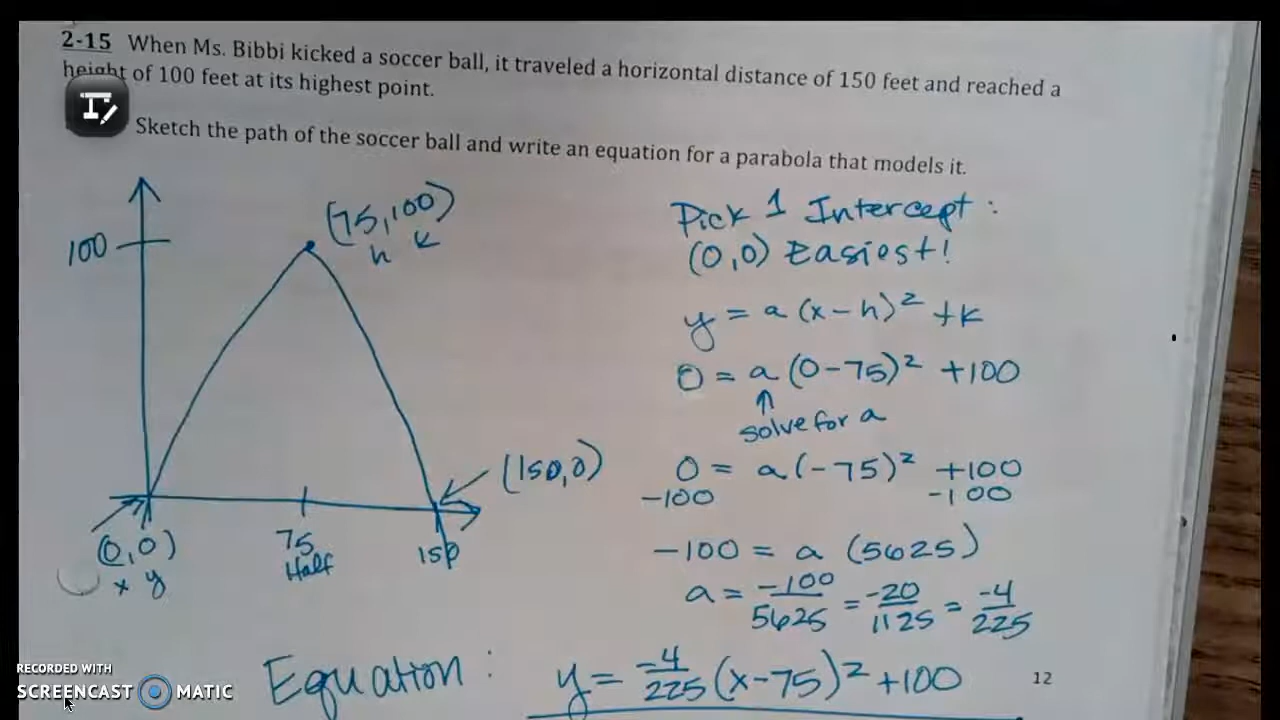 2-15 When Ms. Bibbi kicked a soccer ball, it traveled a horizontal distance of 150 feet and reached a
height of 100 feet at its highest point.
Sketch the path of the soccer ball and write an equation for a parabola that models it.
100
(75,100)
h k
(150,0)
(0,0)
x y
75
Half
150
Pick 1 Intercept :
(0,0) Easiest!
y = a (x-h)² +k
0 = a (0-75)² +100
↑
solve for a
0 = a(-75)² +100
-100 -100
-100 = a (5625)
a = -100/5625 = -20/1125 = -4/225
Equation : y = -4/225 (x-75)² +100
12
RECORDED WITH
SCREENCAST MATIC